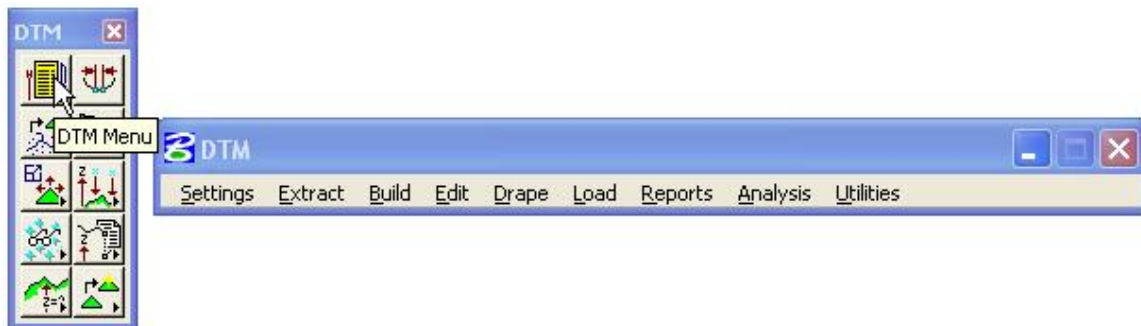 DTM
DTM Menu
DTM
Settings Extract Build Edit Drape Load Reports Analysis Utilities
z
z
z=?